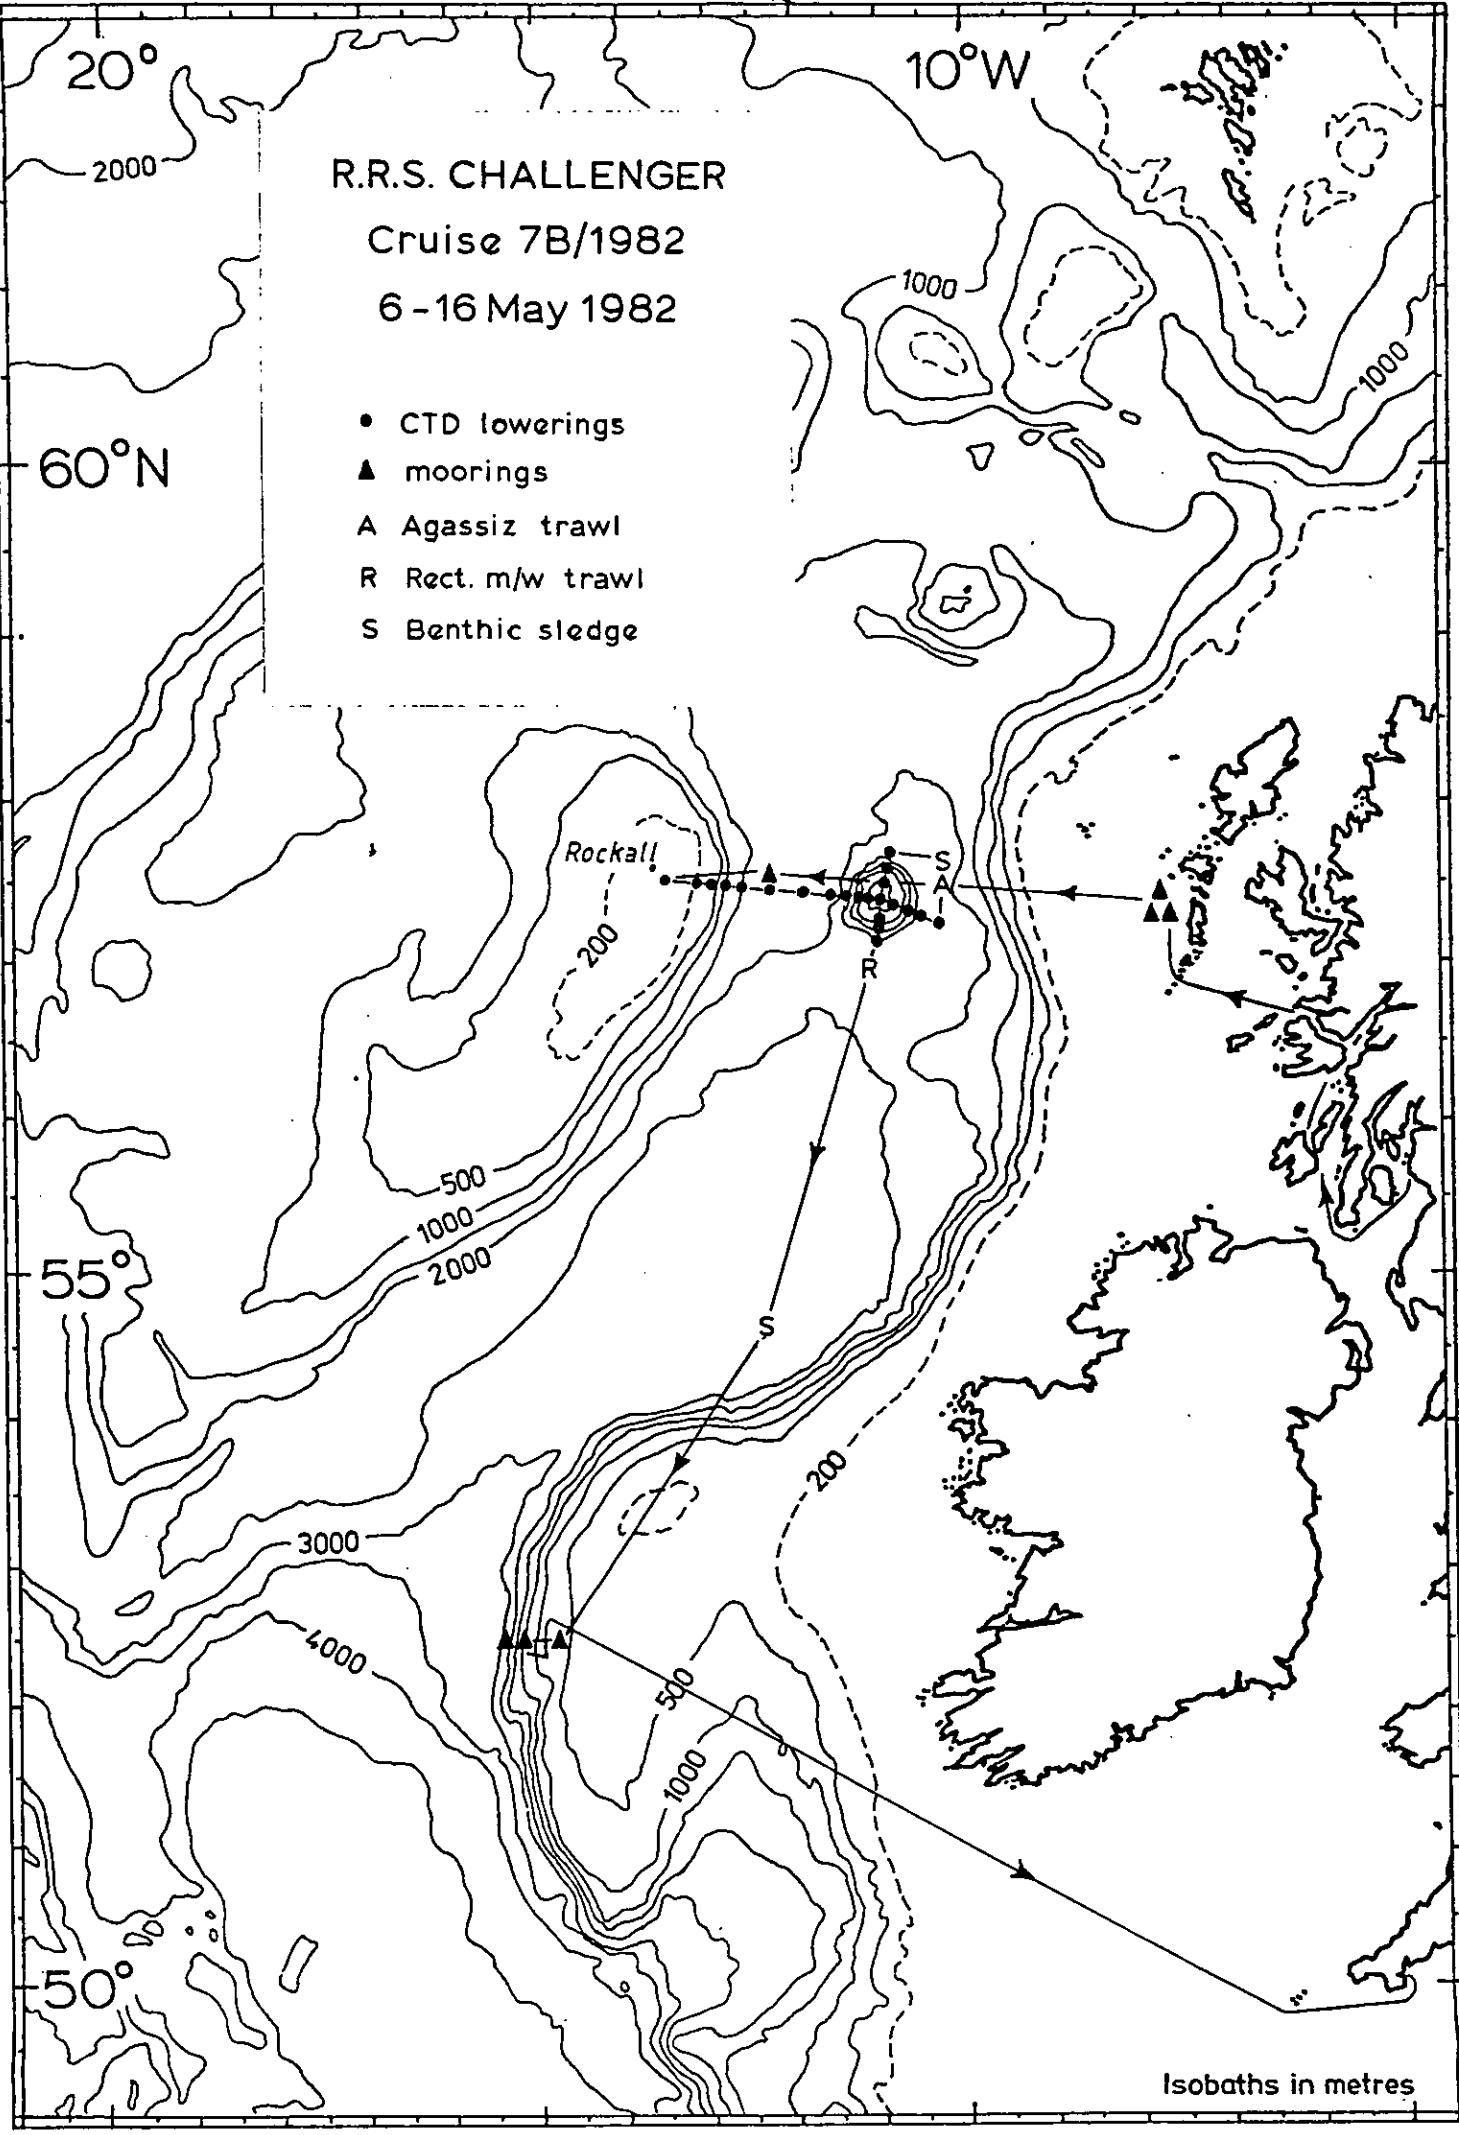 20°
10°W
2000
R.R.S. CHALLENGER
Cruise 7B/1982
6-16 May 1982
1000
1000
● CTD lowerings
▲ moorings
A Agassiz trawl
R Rect. m/w trawl
S Benthic sledge
60°N
Rockall
S
A
200
R
500
1000
2000
55°
S
200
3000
4000
500
1000
50°
Isobaths in metres